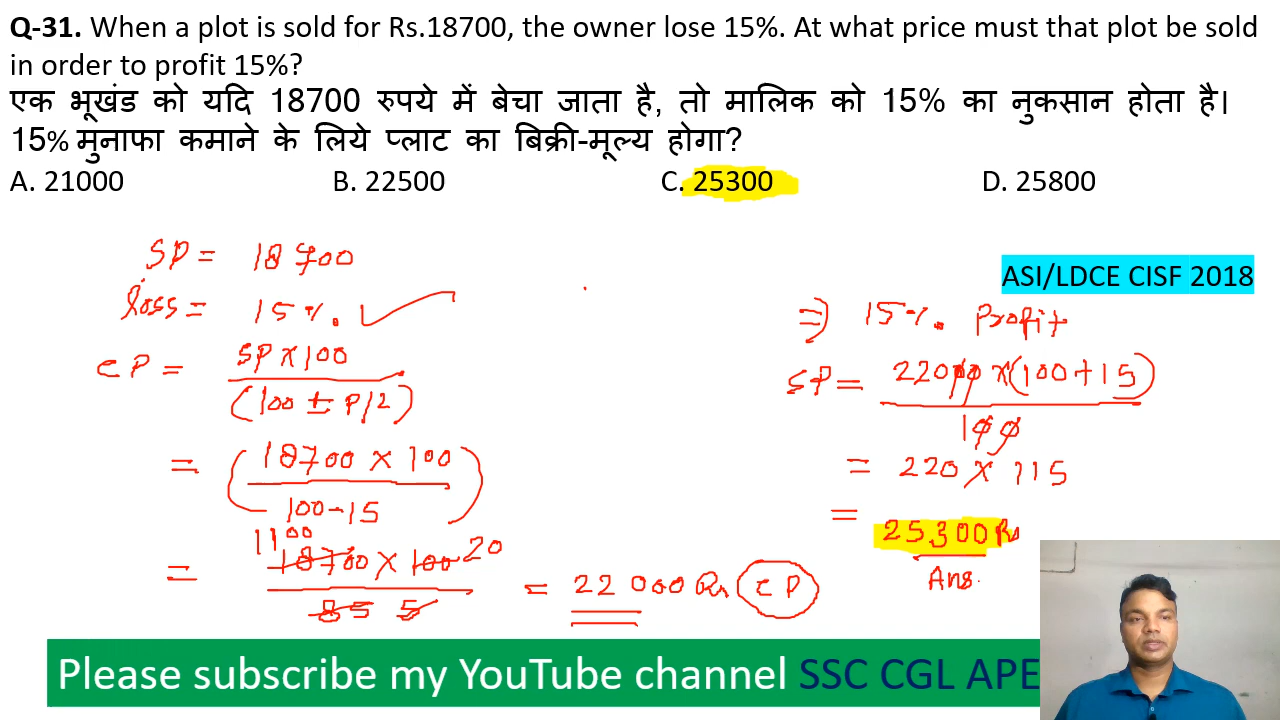 Q-31. When a plot is sold for Rs.18700, the owner lose 15%. At what price must that plot be sold
in order to profit 15%?
एक भूखंड को यदि 18700 रुपये में बेचा जाता है, तो मालिक को 15% का नुकसान होता है।
15% मुनाफा कमाने के लिये प्लाट का बिक्री-मूल्य होगा?
A. 21000 B. 22500 C. 25300 D. 25800
ASI/LDCE CISF 2018
SP = 18700
loss = 15%.
CP = SP × 100
(100 ± P/L)
= (18700 × 100)
100-15
1100
= 18700 × 100 20
85 5
= 22000 Rs CP
⇒ 15%. Profit
SP = 22000 × (100+15)
100
= 220 × 115
= 25300 Rs
Ans.
Please subscribe my YouTube channel SSC CGL APE